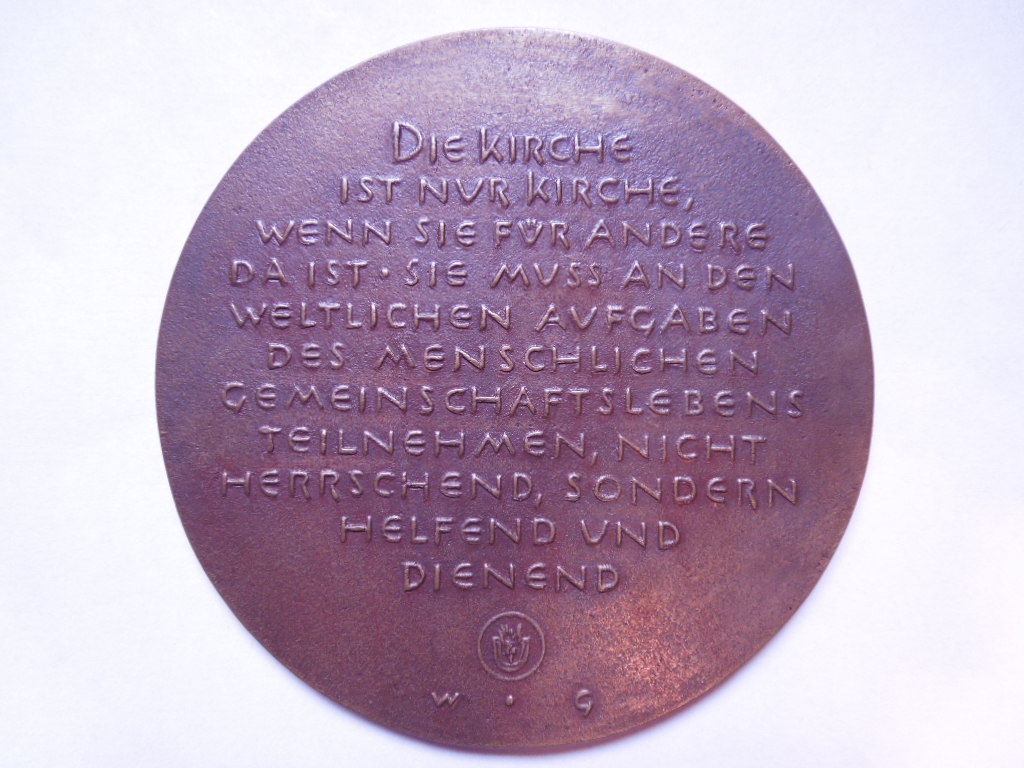 DIE KIRCHE
IST NUR KIRCHE,
WENN SIE FÜR ANDERE
DA IST · SIE MUSS AN DEN
WELTLICHEN AUFGABEN
DES MENSCHLICHEN
GEMEINSCHAFTSLEBENS
TEILNEHMEN, NICHT
HERRSCHEND, SONDERN
HELFEND UND
DIENEND
W · G